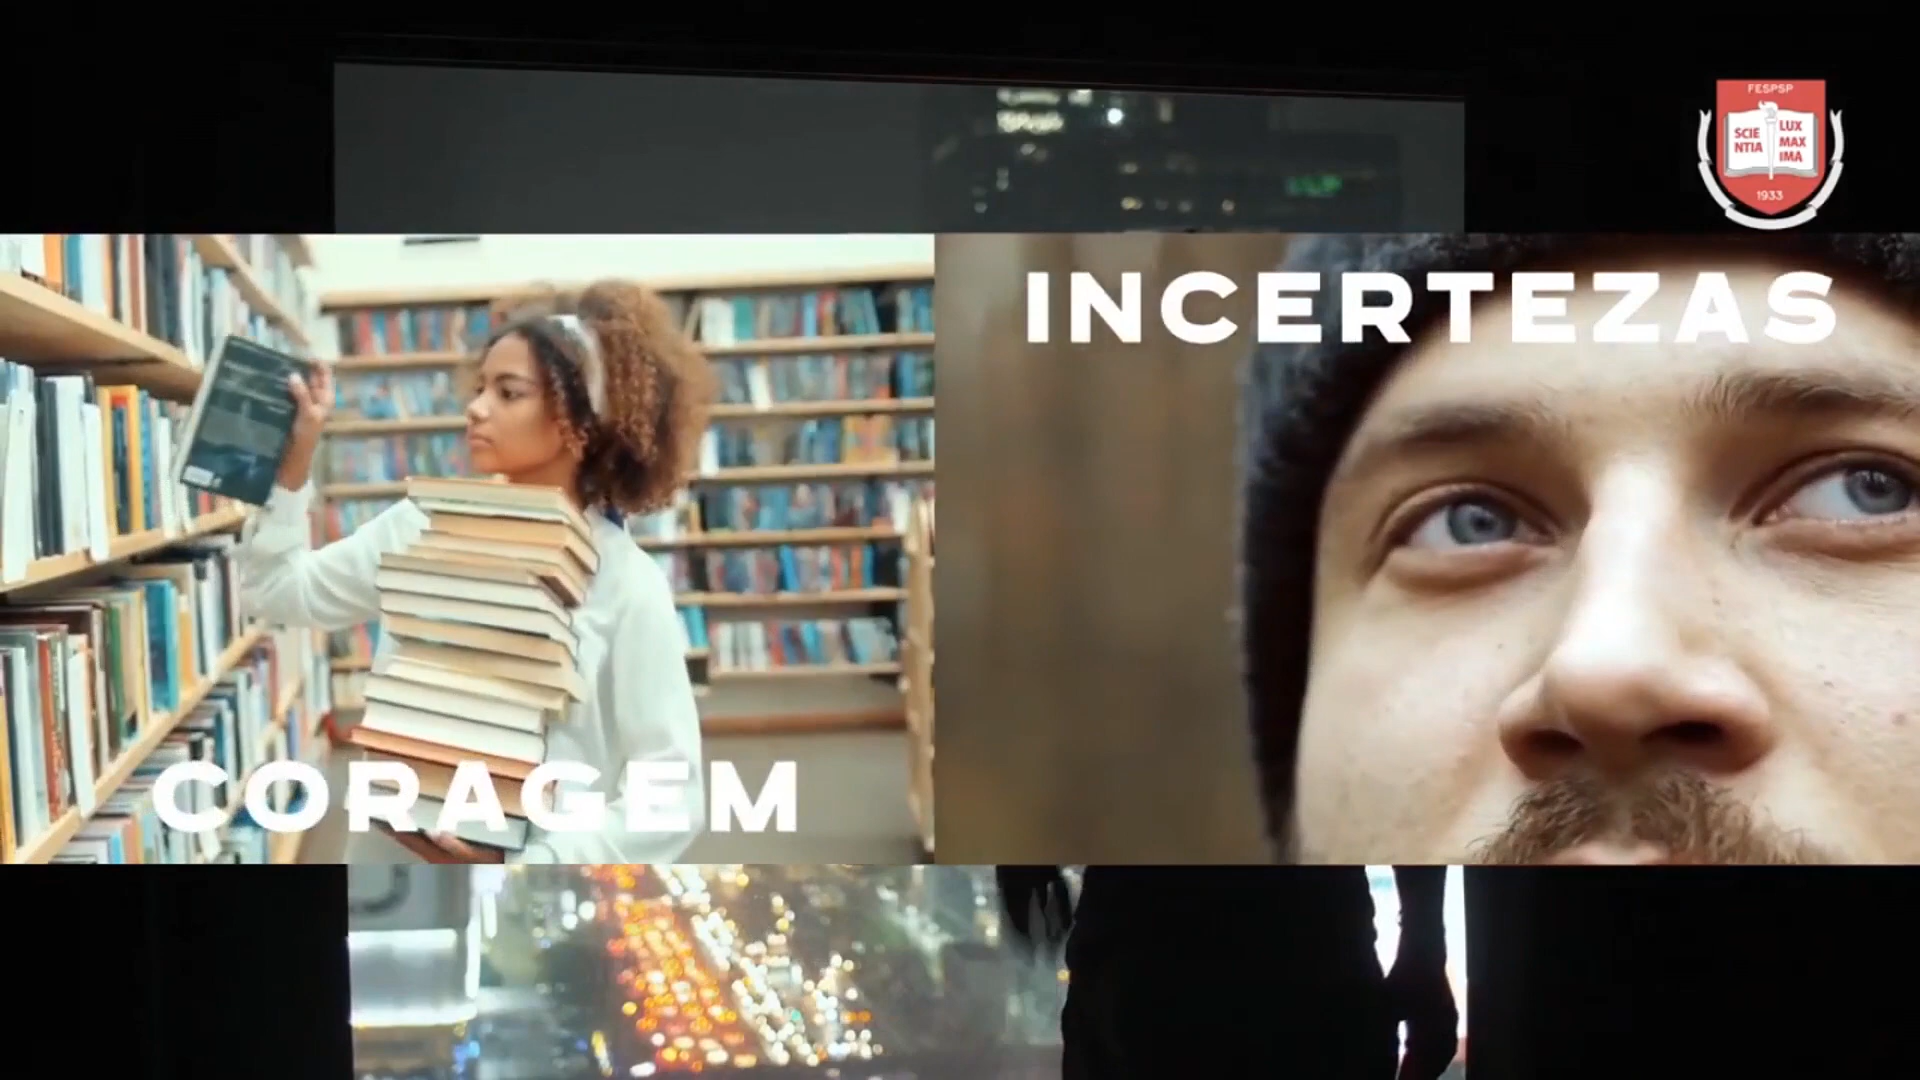 FESPSP
SCIE
NTIA
LUX
MAX
IMA
1933
INCERTEZAS
CORAGEM